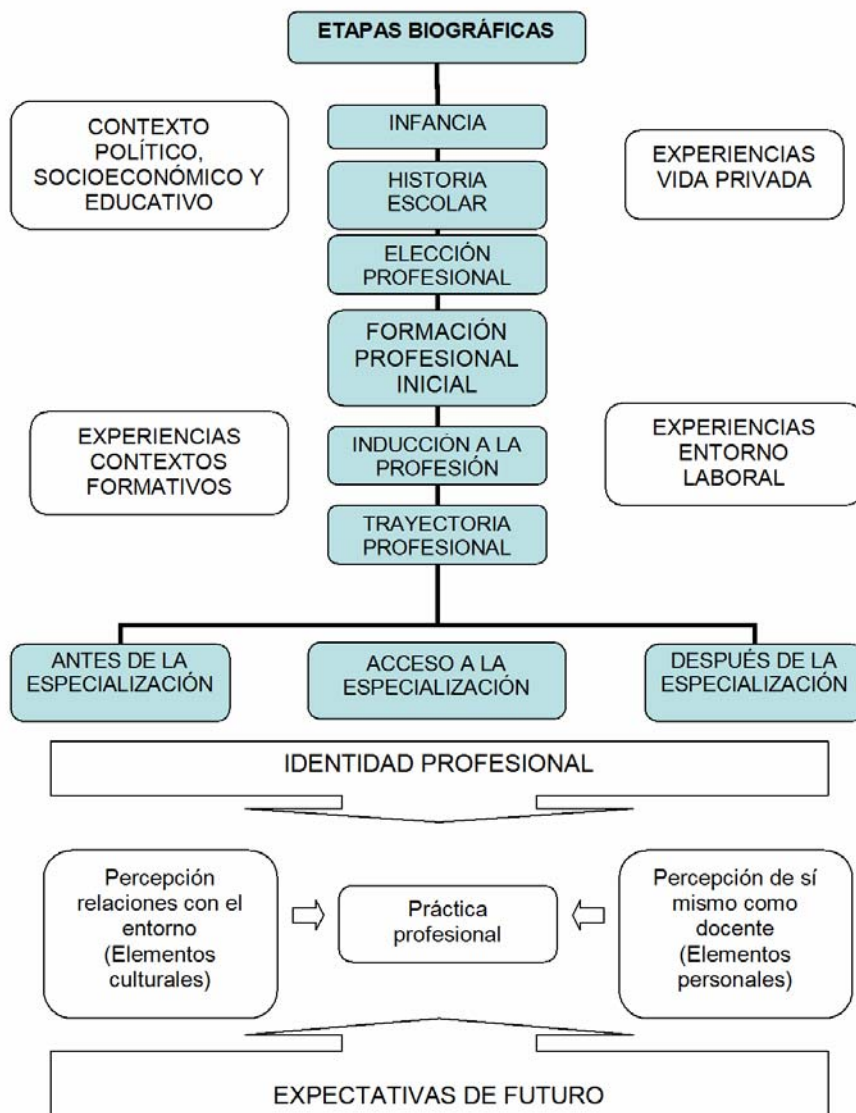 ETAPAS BIOGRÁFICAS
CONTEXTO
POLÍTICO,
SOCIOECONÓMICO Y
EDUCATIVO
INFANCIA
HISTORIA
ESCOLAR
EXPERIENCIAS
VIDA PRIVADA
ELECCIÓN
PROFESIONAL
FORMACIÓN
PROFESIONAL
INICIAL
EXPERIENCIAS
CONTEXTOS
FORMATIVOS
INDUCCIÓN A LA
PROFESIÓN
EXPERIENCIAS
ENTORNO
LABORAL
TRAYECTORIA
PROFESIONAL
ANTES DE LA
ESPECIALIZACIÓN
ACCESO A LA
ESPECIALIZACIÓN
DESPUÉS DE LA
ESPECIALIZACIÓN
IDENTIDAD PROFESIONAL
Percepción
relaciones con el
entorno
(Elementos
culturales)
Práctica
profesional
Percepción de sí
mismo como
docente
(Elementos
personales)
EXPECTATIVAS DE FUTURO